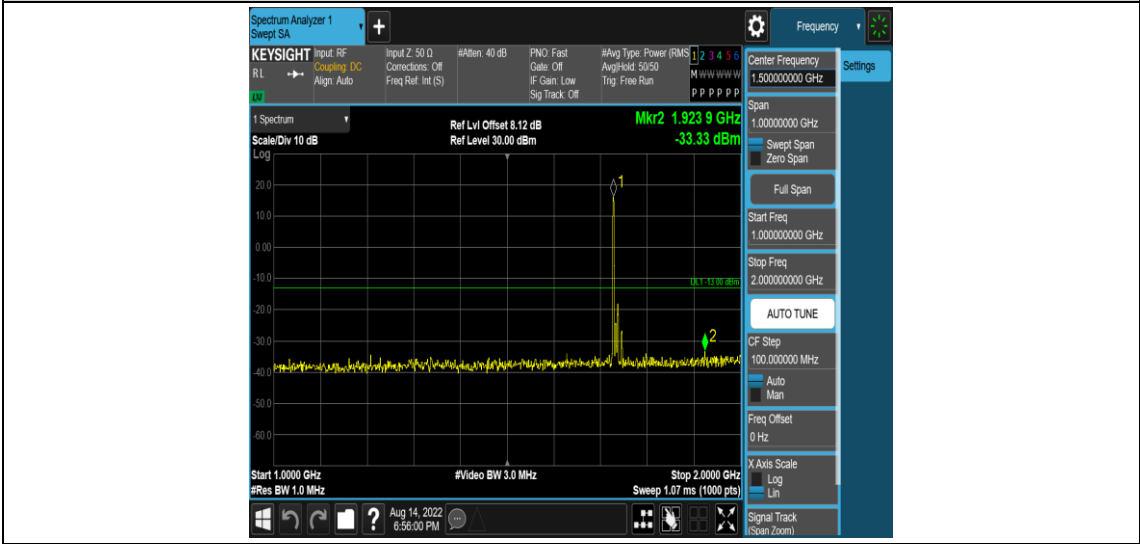 Spectrum Analyzer 1
Swept SA
+
Frequency
KEYSIGHT
RL
Input: RF
Coupling: DC
Align: Auto
Input Z: 50 Ω
Corrections: Off
Freq Ref: Int (S)
#Atten: 40 dB
PNO: Fast
Gate: Off
IF Gain: Low
Sig Track: Off
#Avg Type: Power (RMS
Avg|Hold: 50/50
Trig: Free Run
1 2 3 4 5 6
M W W W W W
P P P P P P
1 Spectrum
Scale/Div 10 dB
Log
Ref Lvl Offset 8.12 dB
Ref Level 30.00 dBm
Mkr2 1.923 9 GHz
-33.33 dBm
20.0
10.0
0.00
-10.0
-20.0
-30.0
-40.0
-50.0
-60.0
1
DL1 -13.00 dBm
2
Start 1.0000 GHz
#Res BW 1.0 MHz
#Video BW 3.0 MHz
Stop 2.0000 GHz
Sweep 1.07 ms (1000 pts)
?
Aug 14, 2022
6:56:00 PM
Center Frequency
1.500000000 GHz
Settings
Span
1.00000000 GHz
Swept Span
Zero Span
Full Span
Start Freq
1.000000000 GHz
Stop Freq
2.000000000 GHz
AUTO TUNE
CF Step
100.000000 MHz
Auto
Man
Freq Offset
0 Hz
X Axis Scale
Log
Lin
Signal Track
(Span Zoom)